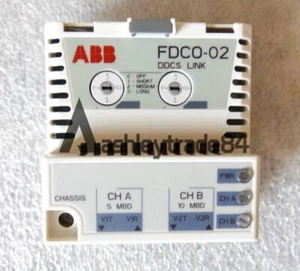 ABB
FDCO-02
DDCS LINK
0 : OFF
1 : SHORT
2 : MEDIUM
3 : LONG
ashleytrade84
PWR
CHASSIS
CH A
CH B
CH A
5 MBD
10 MBD
V1T
V1R
V2T
V2R
CH B